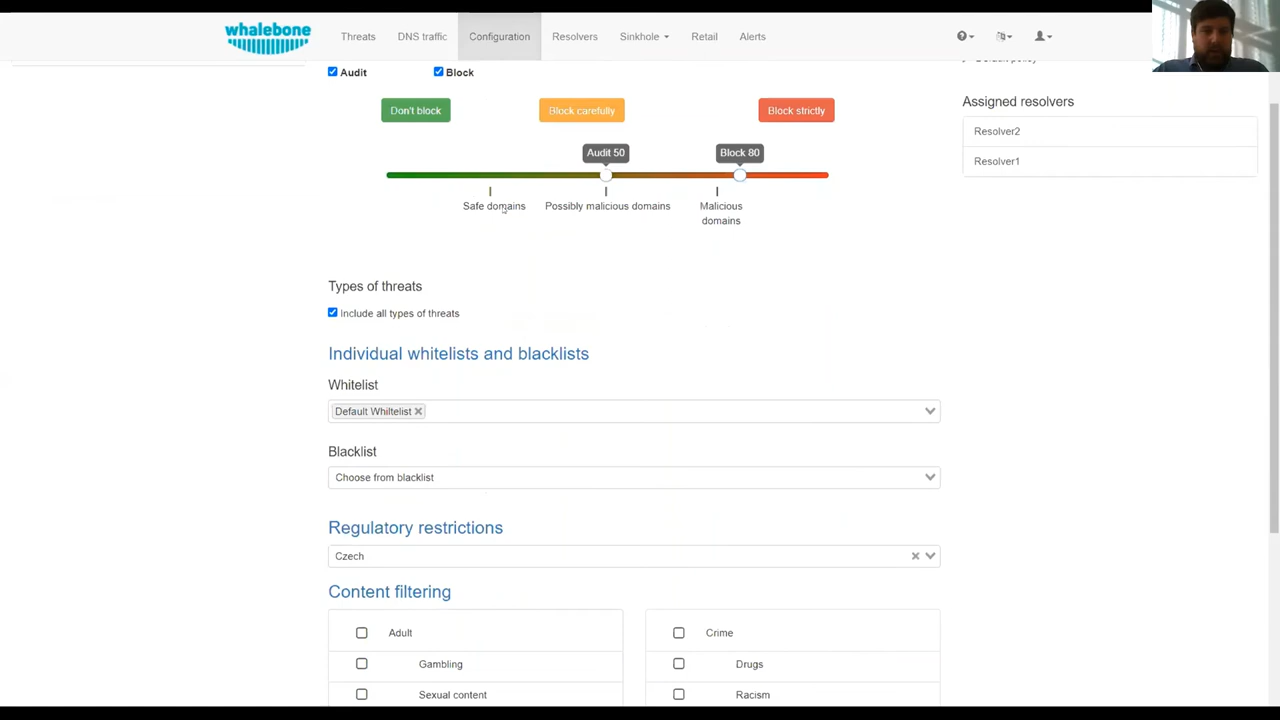 whalebone
Threats
DNS traffic
Configuration
Resolvers
Sinkhole
Retail
Alerts
Default policy
Audit
Block
Assigned resolvers
Don't block
Block carefully
Block strictly
Resolver2
Audit 50
Block 80
Resolver1
Safe domains
Possibly malicious domains
Malicious
domains
Types of threats
Include all types of threats
Individual whitelists and blacklists
Whitelist
Default Whiltelist
Blacklist
Choose from blacklist
Regulatory restrictions
Czech
Content filtering
Adult
Crime
Gambling
Drugs
Sexual content
Racism